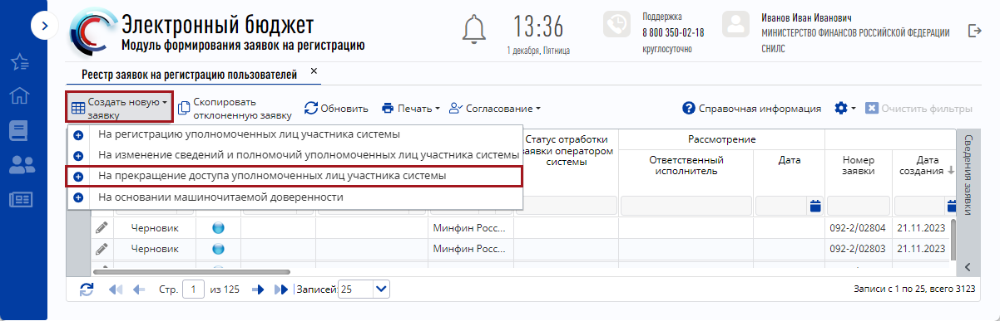 Электронный бюджет
Модуль формирования заявок на регистрацию
13:36
1 декабря, Пятница
Поддержка
8 800 350-02-18
круглосуточно
Иванов Иван Иванович
МИНИСТЕРСТВО ФИНАНСОВ РОССИЙСКОЙ ФЕДЕРАЦИИ
СНИЛС
Реестр заявок на регистрацию пользователей
Создать новую
заявку
Скопировать
отклоненную заявку
Обновить
Печать
Согласование
Справочная информация
Очистить фильтры
На регистрацию уполномоченных лиц участника системы
На изменение сведений и полномочий уполномоченных лиц участника системы
На прекращение доступа уполномоченных лиц участника системы
На основании машиночитаемой доверенности
Статус отработки
заявки оператором
системы
Рассмотрение
Ответственный
исполнитель
Дата
Номер
заявки
Дата
создания
Сведения заявки
Черновик Минфин Росс... 092-2/02804 21.11.2023
Черновик Минфин Росс... 092-2/02803 21.11.2023
Стр. 1 из 125 Записей: 25 Записи с 1 по 25, всего 3123